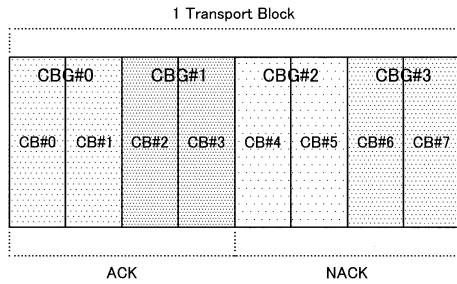 1 Transport Block
CBG#0 CBG#1 CBG#2 CBG#3
CB#0 CB#1 CB#2 CB#3 CB#4 CB#5 CB#6 CB#7
ACK NACK